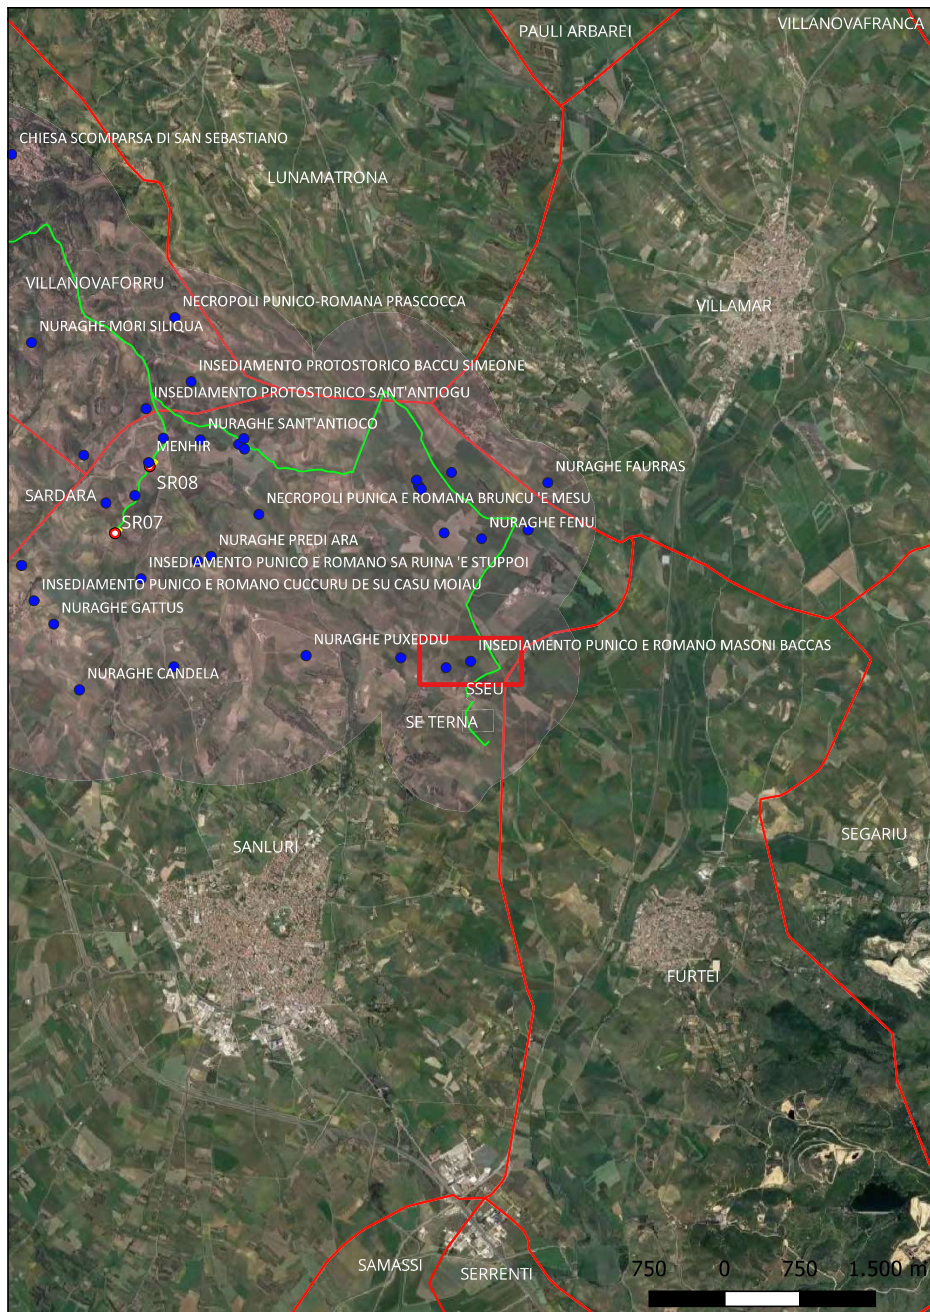 PAULI ARBAREI
VILLANOVAFRANCA
CHIESA SCOMPARSA DI SAN SEBASTIANO
LUNAMATRONA
VILLANOVAFORRU
NECROPOLI PUNICO-ROMANA PRASCOCCA
VILLAMAR
NURAGHE MORI SILIQUA
INSEDIAMENTO PROTOSTORICO BACCU SIMEONE
INSEDIAMENTO PROTOSTORICO SANT'ANTIOGU
NURAGHE SANT'ANTIOCO
MENHIR
NURAGHE FAURRAS
SR08
SARDARA
NECROPOLI PUNICA E ROMANA BRUNCU 'E MESU
SR07
NURAGHE FENU
NURAGHE PREDI ARA
INSEDIAMENTO PUNICO E ROMANO SA RUINA 'E STUPPOI
INSEDIAMENTO PUNICO E ROMANO CUCCURU DE SU CASU MOIAU
NURAGHE GATTUS
NURAGHE PUXEDDU
INSEDIAMENTO PUNICO E ROMANO MASONI BACCAS
NURAGHE CANDELA
SSEU
SE TERNA
SEGARIU
SANLURI
FURTEI
SAMASSI
SERRENTI
750 0 750 1.500 m